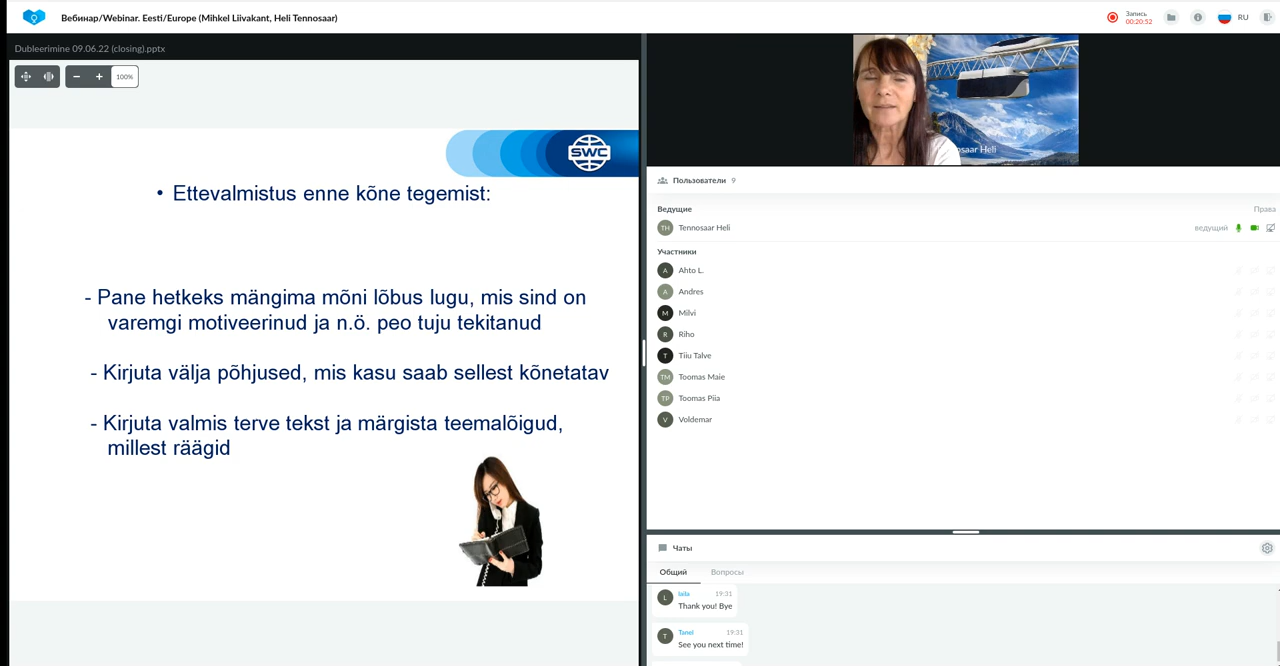 Вебинар/Webinar. Eesti/Europe (Mihkel Liivakant, Heli Tennosaar)
Запись
00:20:52
RU
Dubleerimine 09.06.22 (closing).pptx
100%
SWC
• Ettevalmistus enne kõne tegemist:
- Pane hetkeks mängima mõni lõbus lugu, mis sind on
varemgi motiveerinud ja n.ö. peo tuju tekitanud
- Kirjuta välja põhjused, mis kasu saab sellest kõnetatav
- Kirjuta valmis terve tekst ja märgista teemalõigud,
millest räägid
Heli
Пользователи 9
Ведущие
Права
TH Tennosaar Heli
ведущий
Участники
A Ahto L.
A Andres
M Milvi
R Riho
T Tiiu Talve
TM Toomas Maie
TP Toomas Piia
V Voldemar
Чаты
Общий
Вопросы
L laila 19:31
Thank you! Bye
T Tanel 19:31
See you next time!